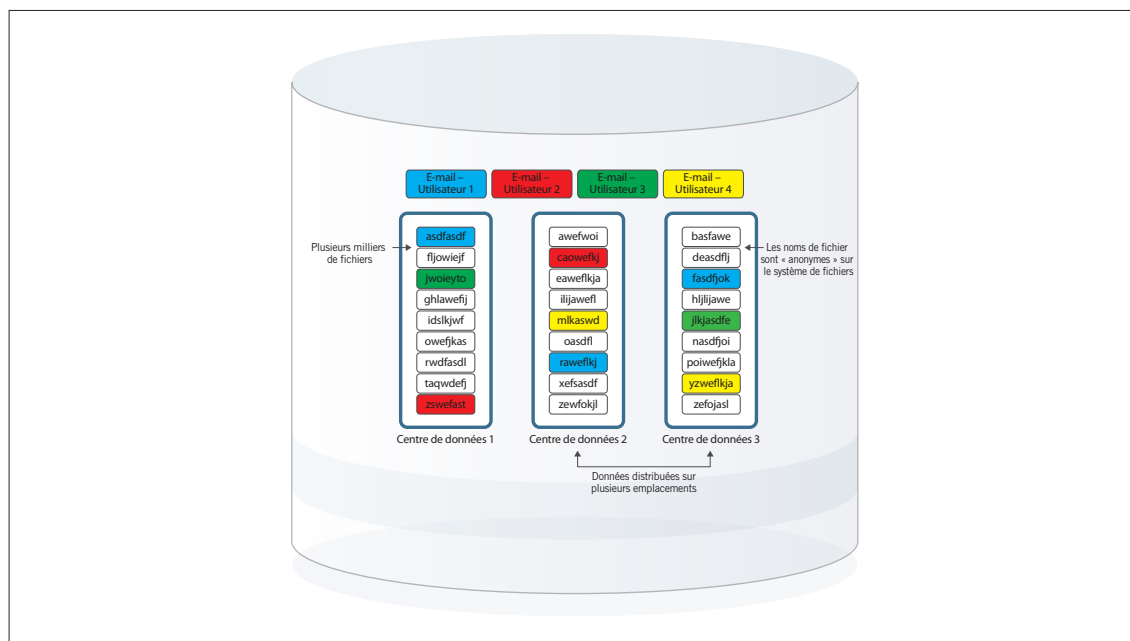 E-mail –
Utilisateur 1
E-mail –
Utilisateur 2
E-mail –
Utilisateur 3
E-mail –
Utilisateur 4
Plusieurs milliers
de fichiers
asdfasdf
fljowiejf
jwoieyto
ghlawefij
idslkjwf
owefjkas
rwdfasdl
taqwdefj
zswefast
Centre de données 1
awefwoi
caowefkj
eaweflkja
ilijawefl
mlkaswd
oasdfl
raweflkj
xefsasdf
zewfokjl
Centre de données 2
basfawe
deasdflj
fasdfjok
hljlijawe
jlkjasdfe
nasdfjoi
poiwefjkla
yzweflkja
zefojasl
Centre de données 3
Les noms de fichier
sont « anonymes » sur
le système de fichiers
Données distribuées sur
plusieurs emplacements